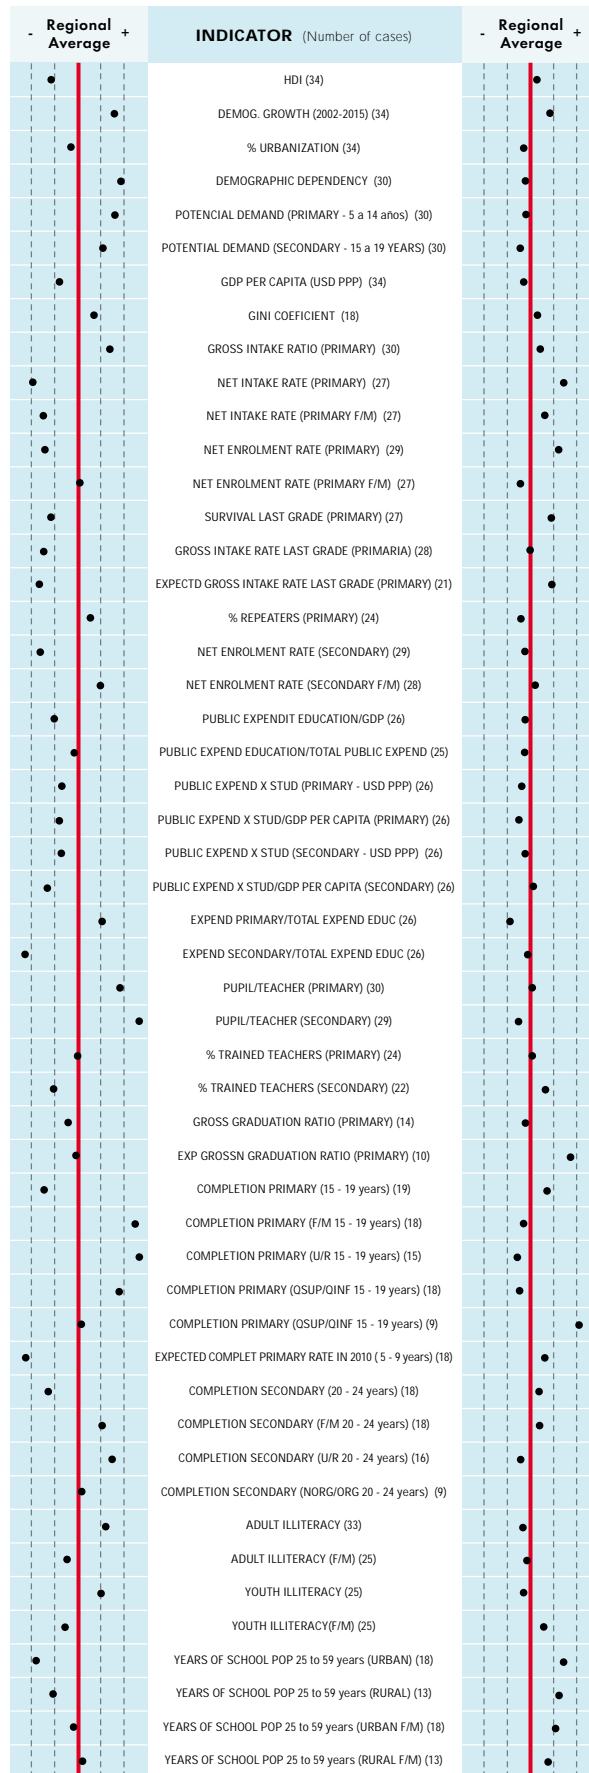 - Regional Average +
INDICATOR (Number of cases)
- Regional Average +
HDI (34)
DEMOG. GROWTH (2002-2015) (34)
% URBANIZATION (34)
DEMOGRAPHIC DEPENDENCY (30)
POTENCIAL DEMAND (PRIMARY - 5 a 14 años) (30)
POTENTIAL DEMAND (SECONDARY - 15 a 19 YEARS) (30)
GDP PER CAPITA (USD PPP) (34)
GINI COEFICIENT (18)
GROSS INTAKE RATIO (PRIMARY) (30)
NET INTAKE RATE (PRIMARY) (27)
NET INTAKE RATE (PRIMARY F/M) (27)
NET ENROLMENT RATE (PRIMARY) (29)
NET ENROLMENT RATE (PRIMARY F/M) (27)
SURVIVAL LAST GRADE (PRIMARY) (27)
GROSS INTAKE RATE LAST GRADE (PRIMARIA) (28)
EXPECTD GROSS INTAKE RATE LAST GRADE (PRIMARY) (21)
% REPEATERS (PRIMARY) (24)
NET ENROLMENT RATE (SECONDARY) (29)
NET ENROLMENT RATE (SECONDARY F/M) (28)
PUBLIC EXPENDIT EDUCATION/GDP (26)
PUBLIC EXPEND EDUCATION/TOTAL PUBLIC EXPEND (25)
PUBLIC EXPEND X STUD (PRIMARY - USD PPP) (26)
PUBLIC EXPEND X STUD/GDP PER CAPITA (PRIMARY) (26)
PUBLIC EXPEND X STUD (SECONDARY - USD PPP) (26)
PUBLIC EXPEND X STUD/GDP PER CAPITA (SECONDARY) (26)
EXPEND PRIMARY/TOTAL EXPEND EDUC (26)
EXPEND SECONDARY/TOTAL EXPEND EDUC (26)
PUPIL/TEACHER (PRIMARY) (30)
PUPIL/TEACHER (SECONDARY) (29)
% TRAINED TEACHERS (PRIMARY) (24)
% TRAINED TEACHERS (SECONDARY) (22)
GROSS GRADUATION RATIO (PRIMARY) (14)
EXP GROSSN GRADUATION RATIO (PRIMARY) (10)
COMPLETION PRIMARY (15 - 19 years) (19)
COMPLETION PRIMARY (F/M 15 - 19 years) (18)
COMPLETION PRIMARY (U/R 15 - 19 years) (15)
COMPLETION PRIMARY (QSUP/QINF 15 - 19 years) (18)
COMPLETION PRIMARY (QSUP/QINF 15 - 19 years) (9)
EXPECTED COMPLET PRIMARY RATE IN 2010 ( 5 - 9 years) (18)
COMPLETION SECONDARY (20 - 24 years) (18)
COMPLETION SECONDARY (F/M 20 - 24 years) (18)
COMPLETION SECONDARY (U/R 20 - 24 years) (16)
COMPLETION SECONDARY (NORG/ORG 20 - 24 years) (9)
ADULT ILLITERACY (33)
ADULT ILLITERACY (F/M) (25)
YOUTH ILLITERACY (25)
YOUTH ILLITERACY(F/M) (25)
YEARS OF SCHOOL POP 25 to 59 years (URBAN) (18)
YEARS OF SCHOOL POP 25 to 59 years (RURAL) (13)
YEARS OF SCHOOL POP 25 to 59 years (URBAN F/M) (18)
YEARS OF SCHOOL POP 25 to 59 years (RURAL F/M) (13)